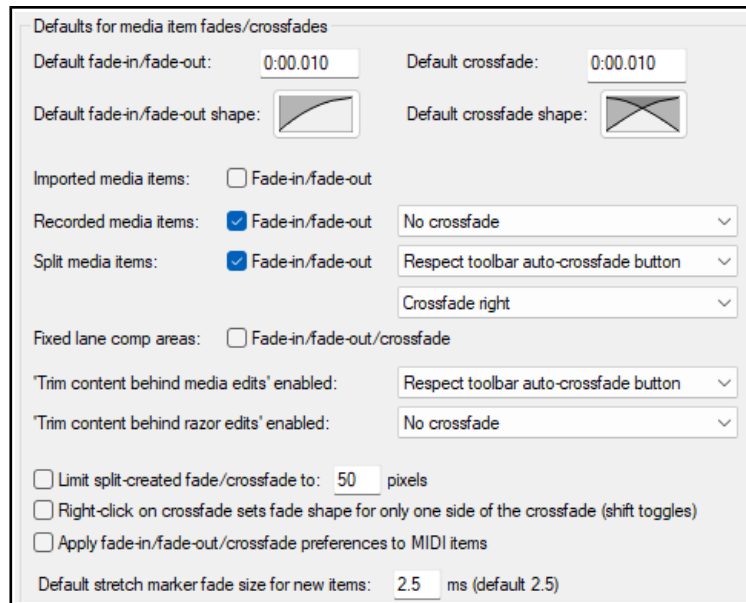 Defaults for media item fades/crossfades
Default fade-in/fade-out: 0:00.010 Default crossfade: 0:00.010
Default fade-in/fade-out shape: Default crossfade shape:
Imported media items: Fade-in/fade-out
Recorded media items: Fade-in/fade-out No crossfade
Split media items: Fade-in/fade-out Respect toolbar auto-crossfade button
Crossfade right
Fixed lane comp areas: Fade-in/fade-out/crossfade
'Trim content behind media edits' enabled: Respect toolbar auto-crossfade button
'Trim content behind razor edits' enabled: No crossfade
Limit split-created fade/crossfade to: 50 pixels
Right-click on crossfade sets fade shape for only one side of the crossfade (shift toggles)
Apply fade-in/fade-out/crossfade preferences to MIDI items
Default stretch marker fade size for new items: 2.5 ms (default 2.5)